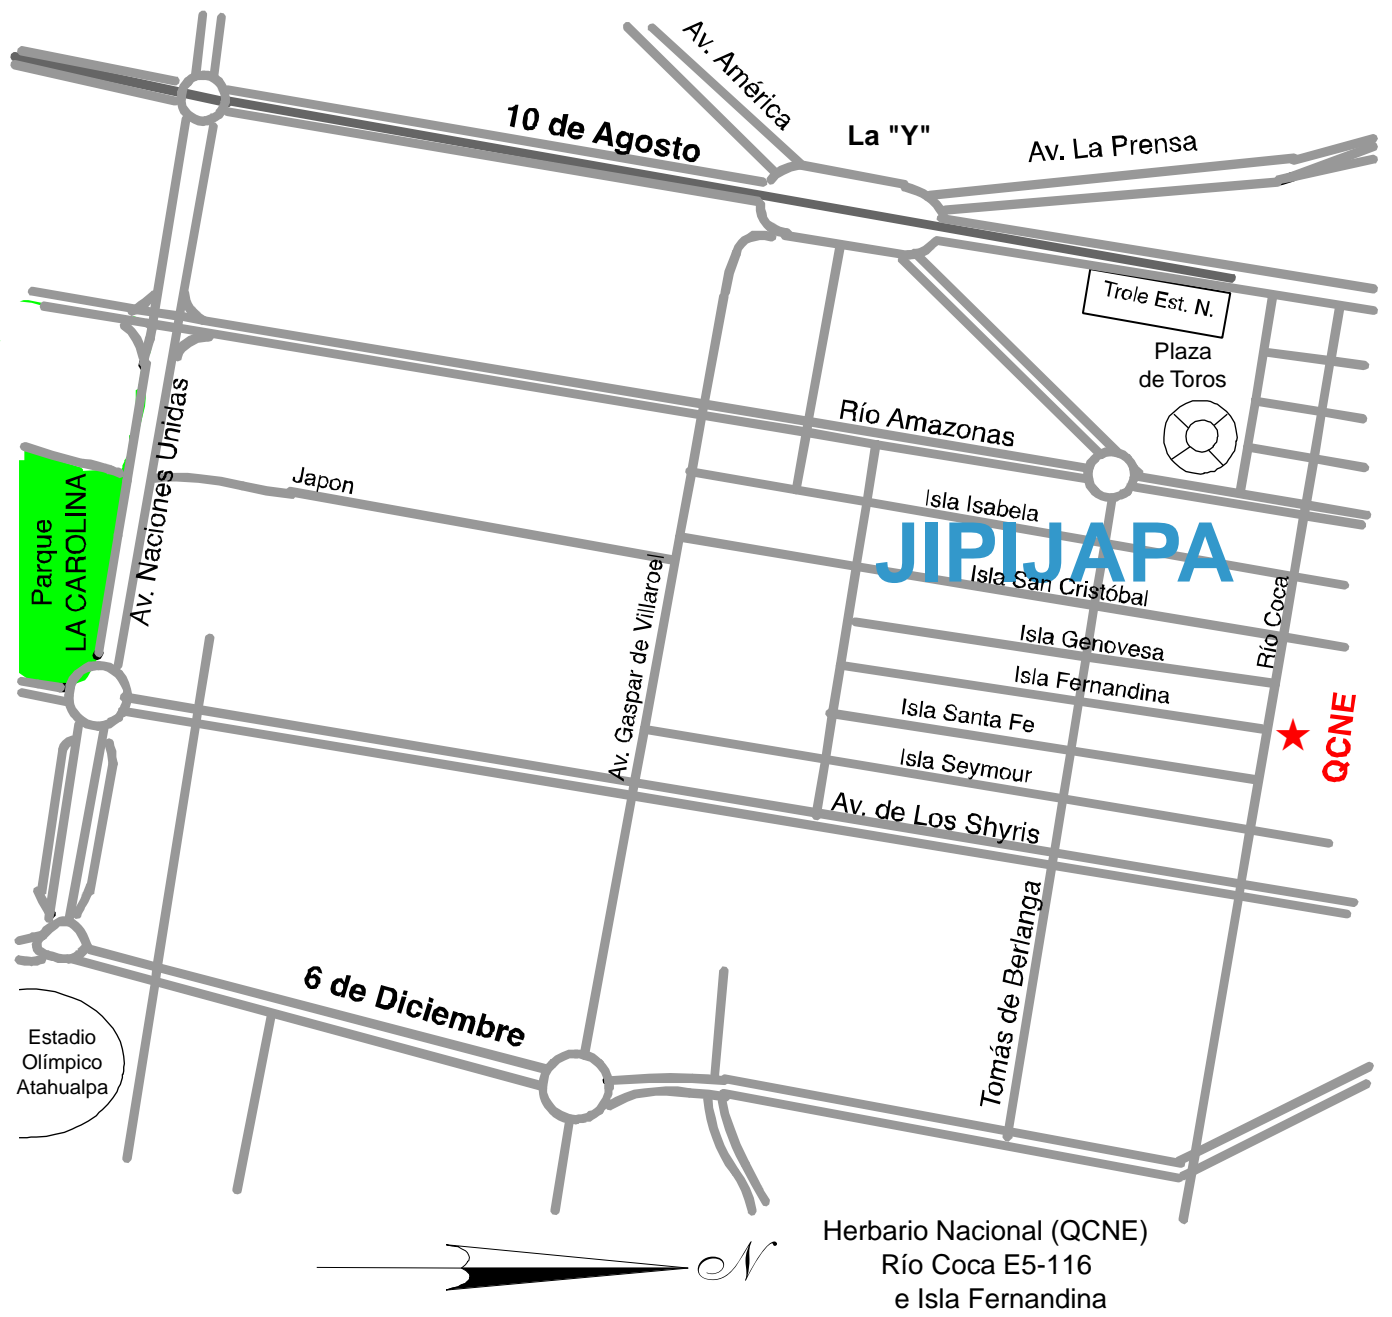 Av. América
10 de Agosto
La "Y"
Av. La Prensa
Trole Est. N.
Plaza
de Toros
Río Amazonas
Av. Naciones Unidas
Japon
Isla Isabela
JIPIJAPA
Isla San Cristóbal
Parque
LA CAROLINA
Av. Gaspar de Villaroel
Río Coca
Isla Genovesa
Isla Fernandina
Isla Santa Fe
Isla Seymour
QCNE
Av. de Los Shyris
Tomás de Berlanga
6 de Diciembre
Estadio
Olímpico
Atahualpa
N
Herbario Nacional (QCNE)
Río Coca E5-116
e Isla Fernandina